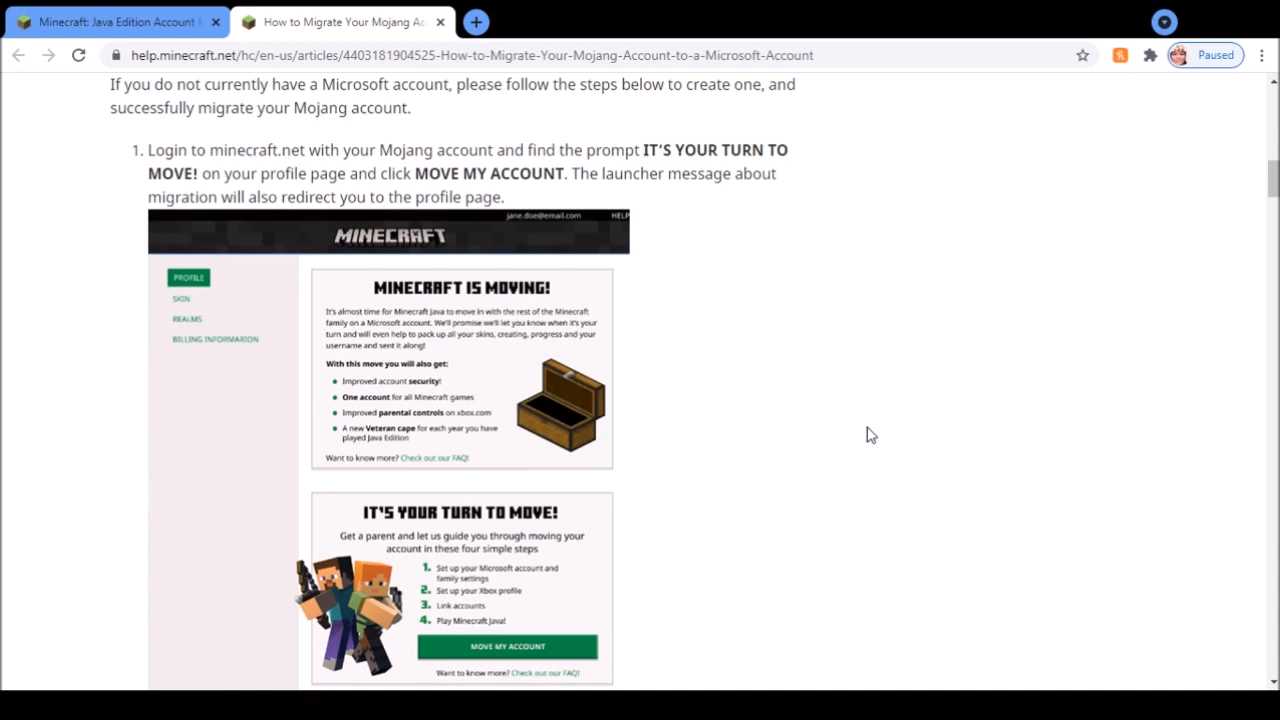 Minecraft: Java Edition Account
How to Migrate Your Mojang Ac
help.minecraft.net/hc/en-us/articles/4403181904525-How-to-Migrate-Your-Mojang-Account-to-a-Microsoft-Account
Paused
If you do not currently have a Microsoft account, please follow the steps below to create one, and
successfully migrate your Mojang account.
1. Login to minecraft.net with your Mojang account and find the prompt IT'S YOUR TURN TO
MOVE! on your profile page and click MOVE MY ACCOUNT. The launcher message about
migration will also redirect you to the profile page.
jane.doe@email.com HELP
MINECRAFT
PROFILE
SKIN
REALMS
BILLING INFORMARION
MINECRAFT IS MOVING!
It's almost time for Minecraft Java to move in with the rest of the Minecraft
family on a Microsoft account. We'll promise we'll let you know when it's your
turn and will even help to pack up all your skins, creating, progress and your
username and sent it along!
With this move you will also get:
Improved account security!
One account for all Minecraft games
Improved parental controls on xbox.com
A new Veteran cape for each year you have
played Java Edition
Want to know more? Check out our FAQ!
IT'S YOUR TURN TO MOVE!
Get a parent and let us guide you through moving your
account in these four simple steps
1. Set up your Microsoft account and
family settings
2. Set up your Xbox profile
3. Link accounts
4. Play Minecraft Java!
MOVE MY ACCOUNT
Want to know more? Check out our FAQ!